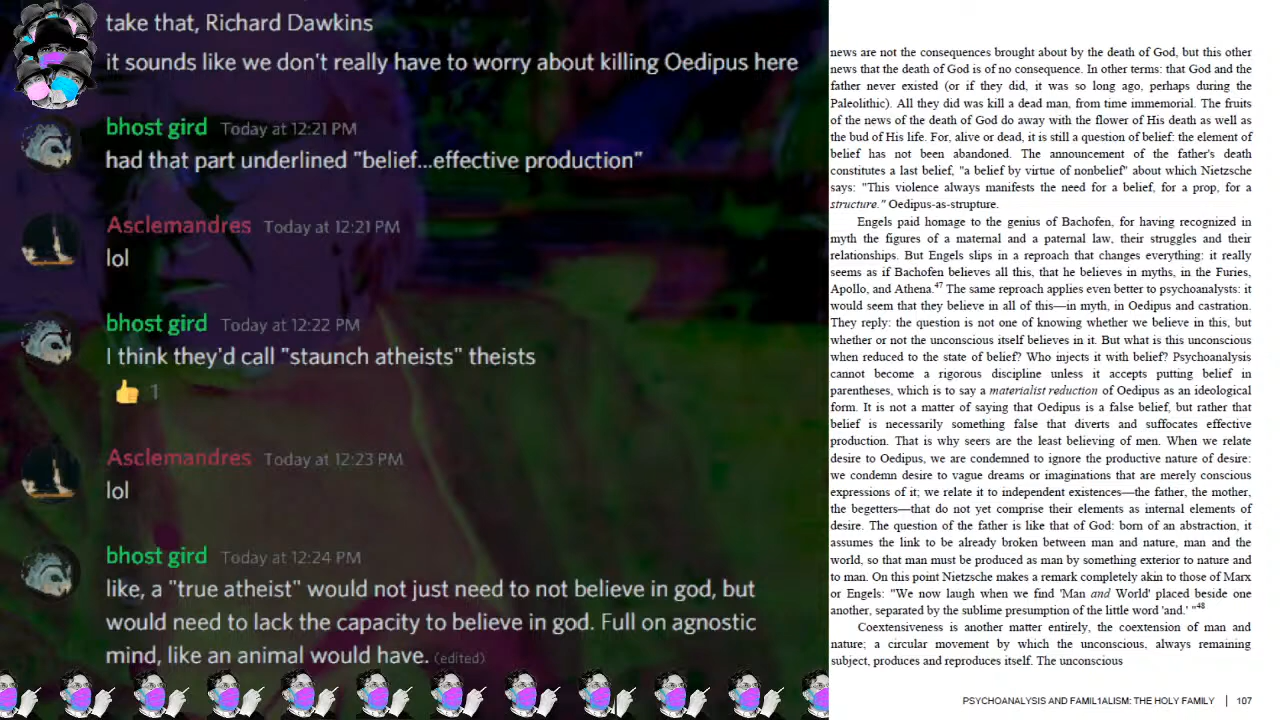 take that, Richard Dawkins
it sounds like we don't really have to worry about killing Oedipus here
bhost gird Today at 12:21 PM
had that part underlined "belief...effective production"
Asclemandres Today at 12:21 PM
lol
bhost gird Today at 12:22 PM
I think they'd call "staunch atheists" theists
👍 1
Asclemandres Today at 12:23 PM
lol
bhost gird Today at 12:24 PM
like, a "true atheist" would not just need to not believe in god, but
would need to lack the capacity to believe in god. Full on agnostic
mind, like an animal would have. (edited)
news are not the consequences brought about by the death of God, but this other
news that the death of God is of no consequence. In other terms: that God and the
father never existed (or if they did, it was so long ago, perhaps during the
Paleolithic). All they did was kill a dead man, from time immemorial. The fruits
of the news of the death of God do away with the flower of His death as well as
the bud of His life. For, alive or dead, it is still a question of belief: the element of
belief has not been abandoned. The announcement of the father's death
constitutes a last belief, "a belief by virtue of nonbelief" about which Nietzsche
says: "This violence always manifests the need for a belief, for a prop, for a
structure." Oedipus-as-strupture.
Engels paid homage to the genius of Bachofen, for having recognized in
myth the figures of a maternal and a paternal law, their struggles and their
relationships. But Engels slips in a reproach that changes everything: it really
seems as if Bachofen believes all this, that he believes in myths, in the Furies,
Apollo, and Athena.47 The same reproach applies even better to psychoanalysts: it
would seem that they believe in all of this—in myth, in Oedipus and castration.
They reply: the question is not one of knowing whether we believe in this, but
whether or not the unconscious itself believes in it. But what is this unconscious
when reduced to the state of belief? Who injects it with belief? Psychoanalysis
cannot become a rigorous discipline unless it accepts putting belief in
parentheses, which is to say a materialist reduction of Oedipus as an ideological
form. It is not a matter of saying that Oedipus is a false belief, but rather that
belief is necessarily something false that diverts and suffocates effective
production. That is why seers are the least believing of men. When we relate
desire to Oedipus, we are condemned to ignore the productive nature of desire:
we condemn desire to vague dreams or imaginations that are merely conscious
expressions of it; we relate it to independent existences—the father, the mother,
the begetters—that do not yet comprise their elements as internal elements of
desire. The question of the father is like that of God: born of an abstraction, it
assumes the link to be already broken between man and nature, man and the
world, so that man must be produced as man by something exterior to nature and
to man. On this point Nietzsche makes a remark completely akin to those of Marx
or Engels: "We now laugh when we find 'Man and World' placed beside one
another, separated by the sublime presumption of the little word 'and.' "48
Coextensiveness is another matter entirely, the coextension of man and
nature; a circular movement by which the unconscious, always remaining
subject, produces and reproduces itself. The unconscious
PSYCHOANALYSIS AND FAMIL1ALISM: THE HOLY FAMILY | 107